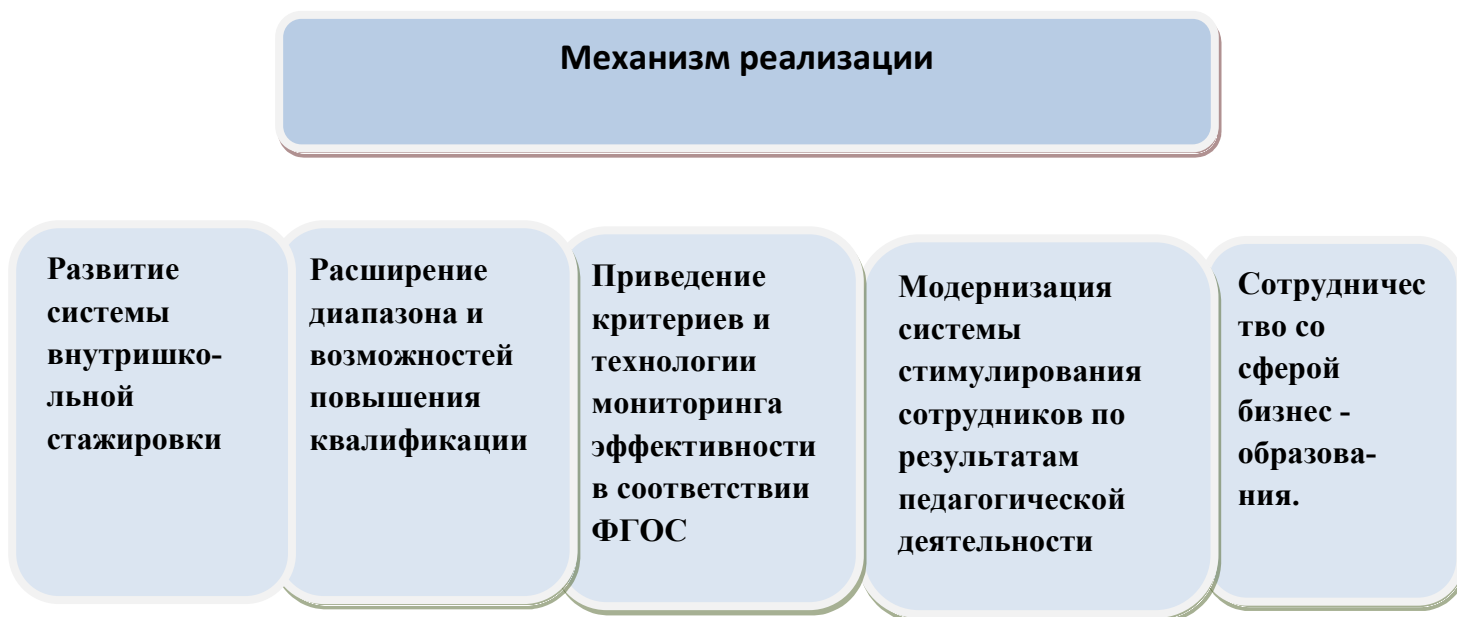 Механизм реализации
Развитие
системы
внутришко-
льной
стажировки
Расширение
диапазона и
возможностей
повышения
квалификации
Приведение
критериев и
технологии
мониторинга
эффективности
в соответствии
ФГОС
Модернизация
системы
стимулирования
сотрудников по
результатам
педагогической
деятельности
Сотрудничес
тво со
сферой
бизнес -
образова-
ния.